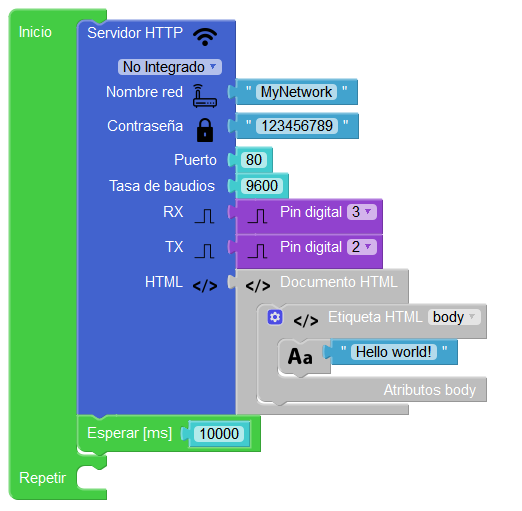 Inicio
Servidor HTTP
No Integrado
Nombre red " MyNetwork "
Contraseña " 123456789 "
Puerto 80
Tasa de baudios 9600
RX Pin digital 3
TX Pin digital 2
HTML </> </> Documento HTML
</> Etiqueta HTML body
Aa " Hello world! "
Atributos body
Esperar [ms] 10000
Repetir